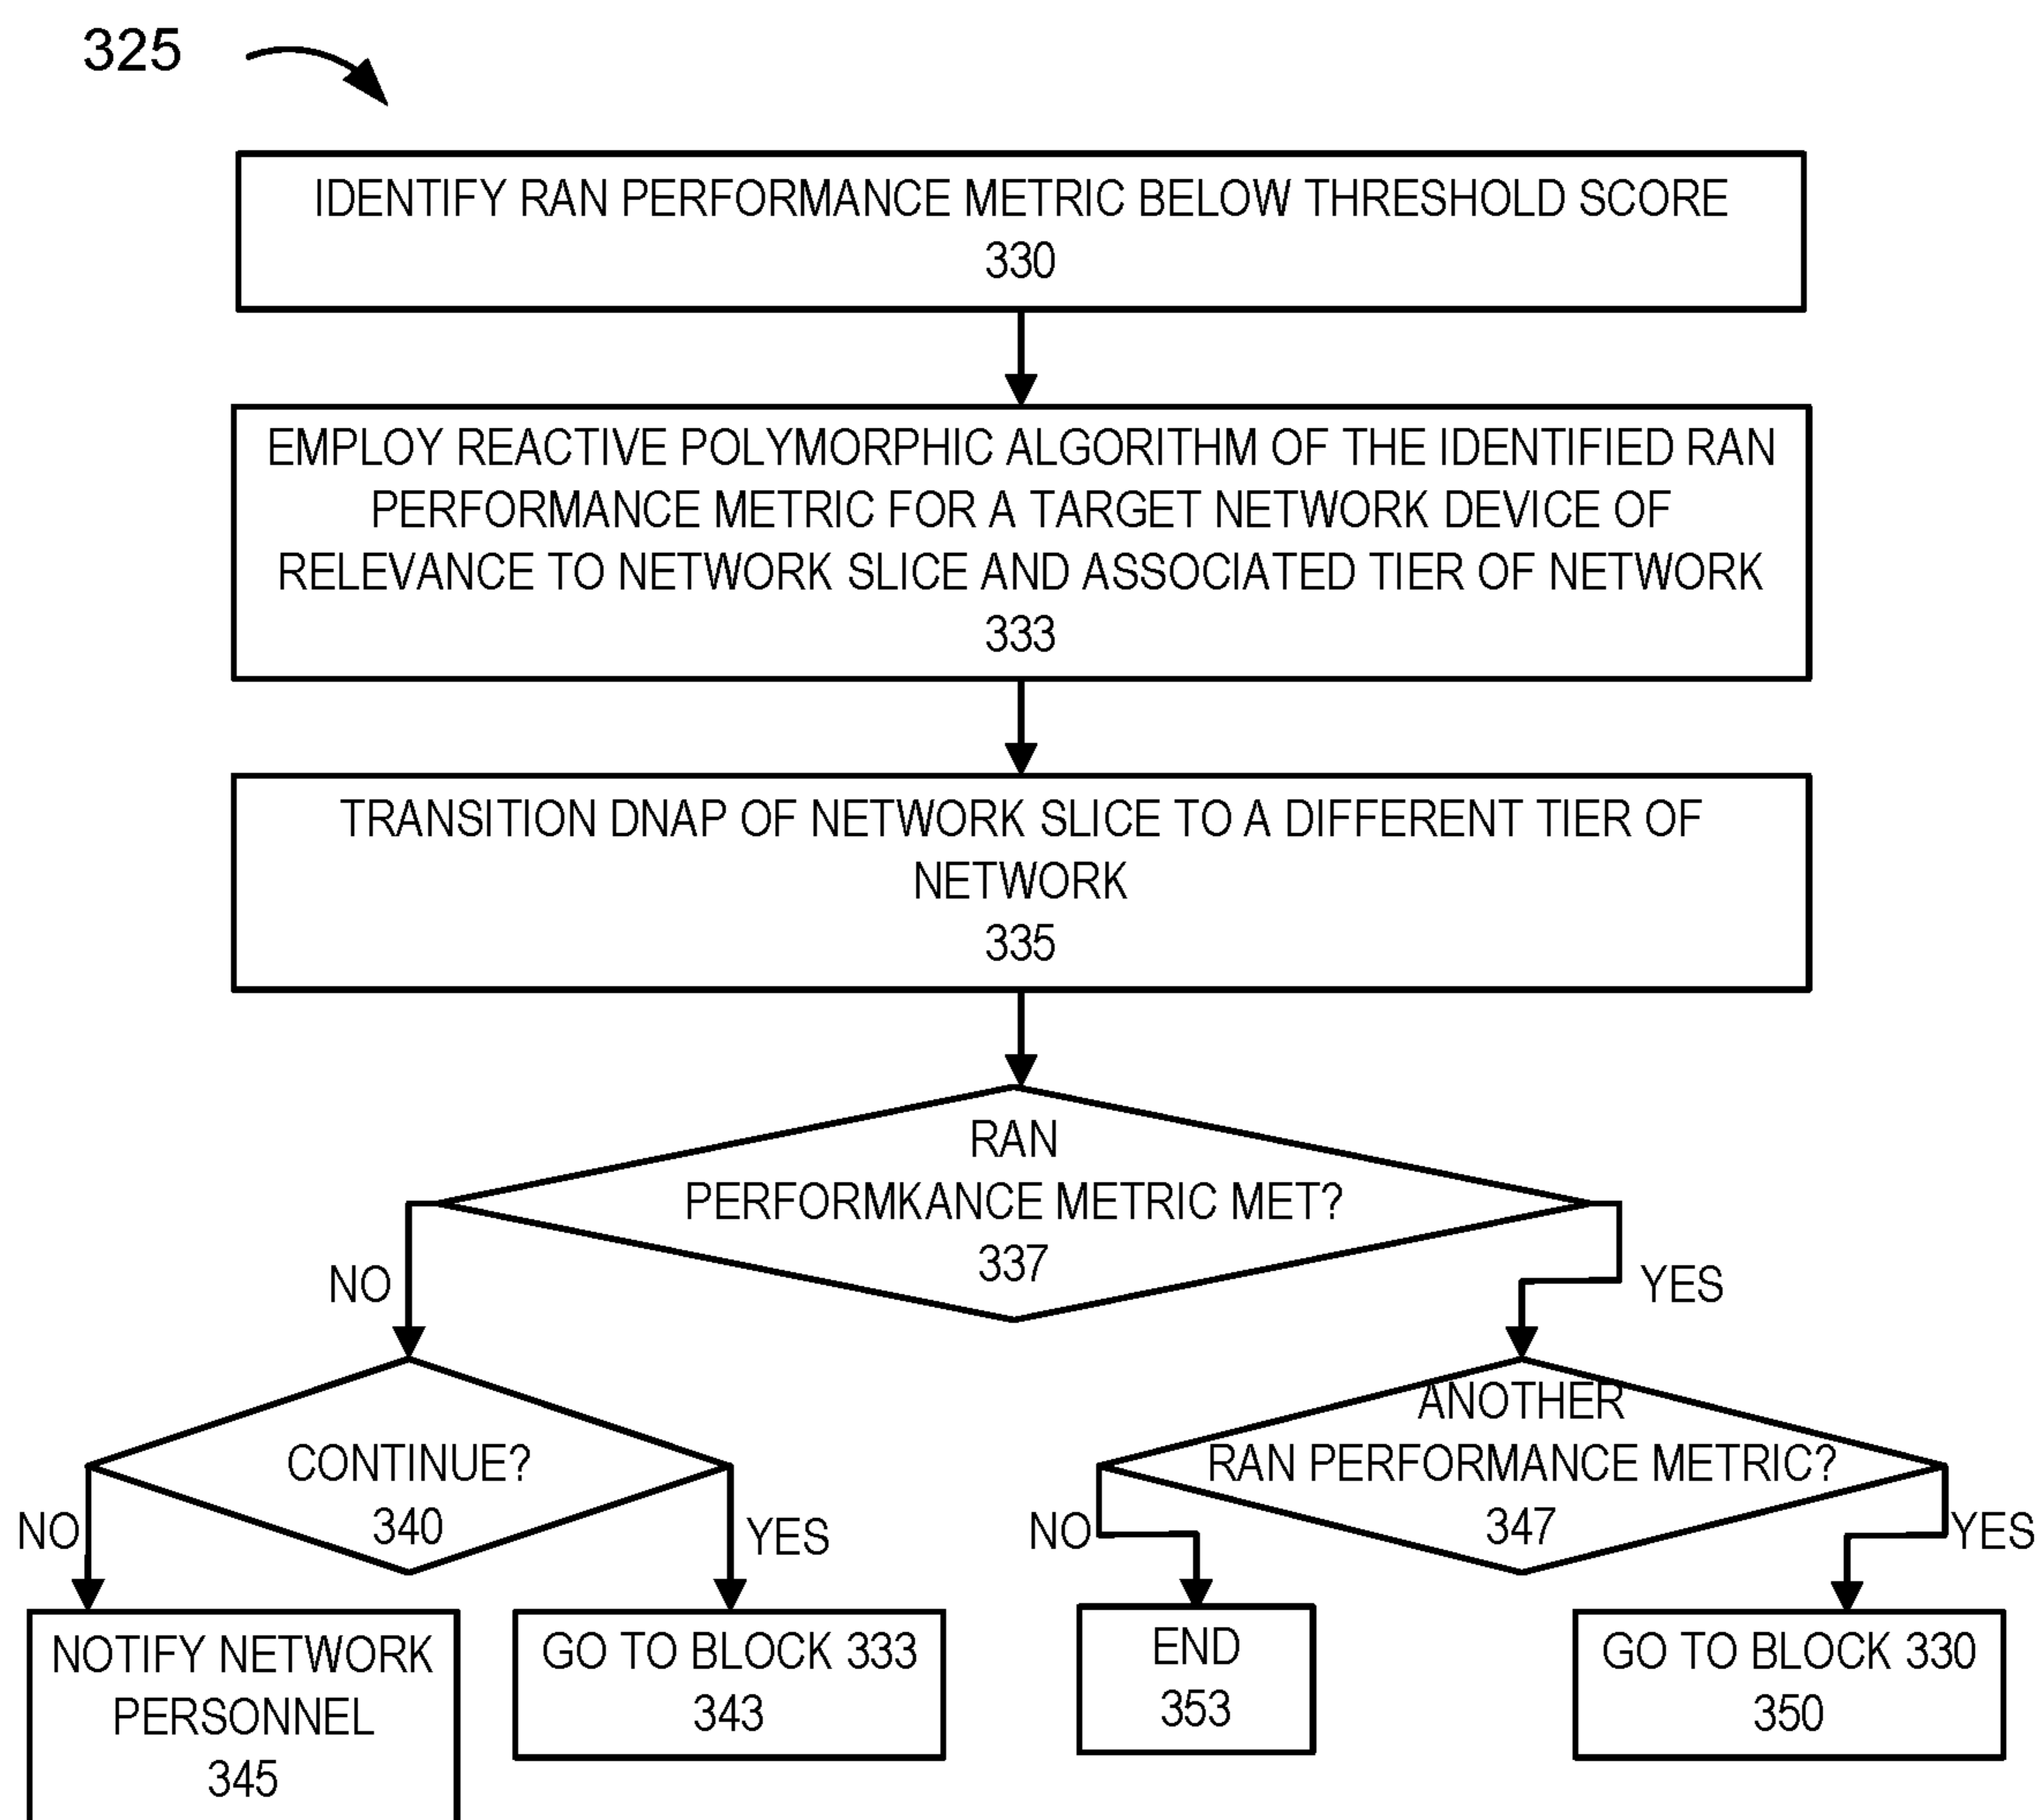 325
IDENTIFY RAN PERFORMANCE METRIC BELOW THRESHOLD SCORE
330
EMPLOY REACTIVE POLYMORPHIC ALGORITHM OF THE IDENTIFIED RAN
PERFORMANCE METRIC FOR A TARGET NETWORK DEVICE OF
RELEVANCE TO NETWORK SLICE AND ASSOCIATED TIER OF NETWORK
333
TRANSITION DNAP OF NETWORK SLICE TO A DIFFERENT TIER OF
NETWORK
335
RAN
PERFORMKANCE METRIC MET?
337
NO
YES
CONTINUE?
340
NO
YES
ANOTHER
RAN PERFORMANCE METRIC?
347
NO
YES
NOTIFY NETWORK
PERSONNEL
345
GO TO BLOCK 333
343
END
353
GO TO BLOCK 330
350